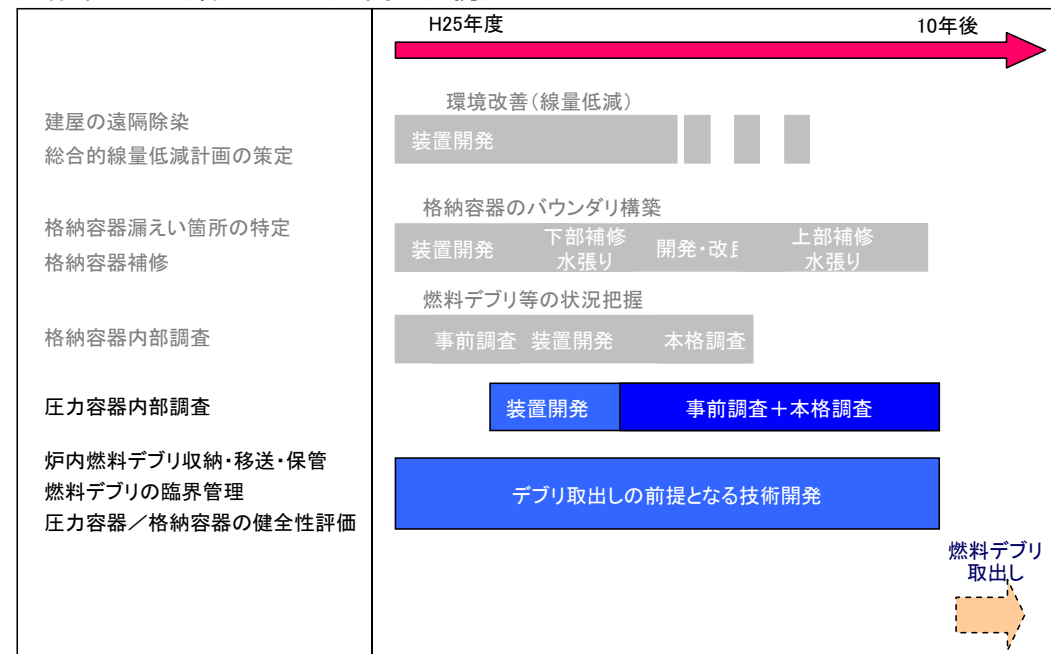 H25年度
10年後
環境改善(線量低減)
建屋の遠隔除染
総合的線量低減計画の策定
装置開発
格納容器のバウンダリ構築
格納容器漏えい箇所の特定
格納容器補修
装置開発
下部補修
水張り
開発・改
上部補修
水張り
燃料デブリ等の状況把握
格納容器内部調査
事前調査
装置開発
本格調査
圧力容器内部調査
装置開発
事前調査+本格調査
炉内燃料デブリ収納・移送・保管
燃料デブリの臨界管理
圧力容器/格納容器の健全性評価
デブリ取出しの前提となる技術開発
燃料デブリ
取出し